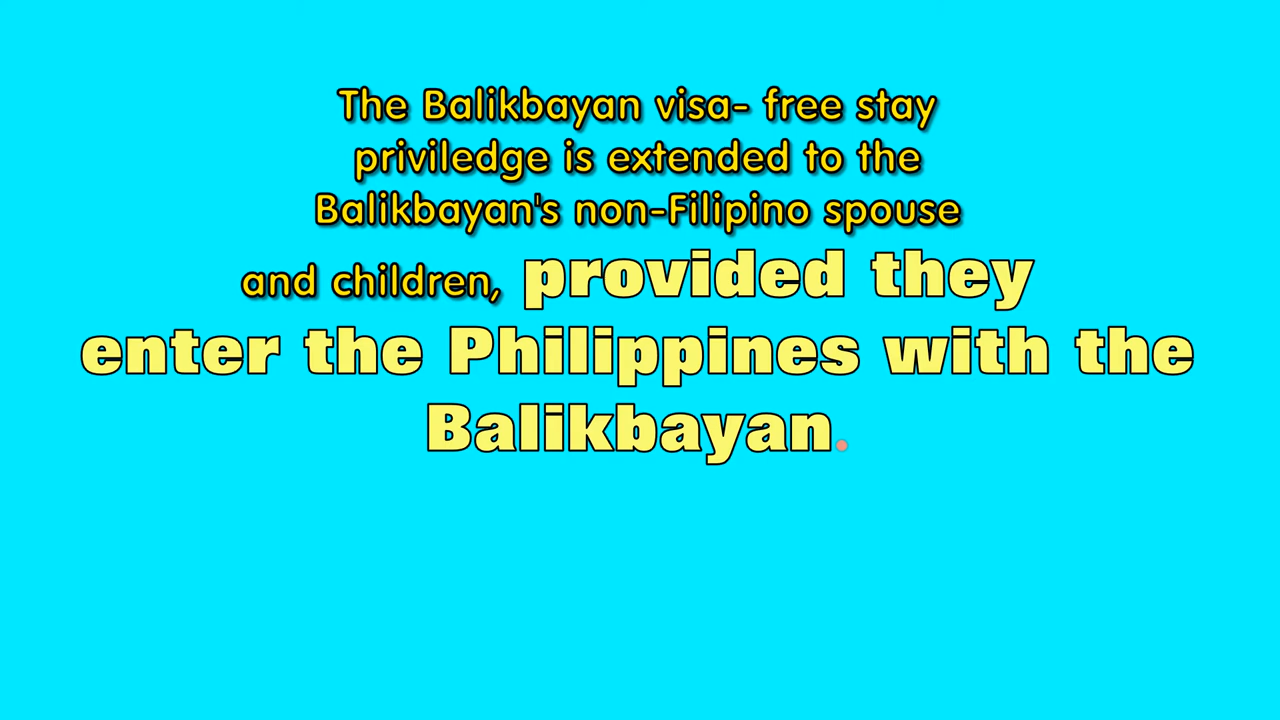 The Balikbayan visa- free stay
priviledge is extended to the
Balikbayan's non-Filipino spouse
and children, provided they
enter the Philippines with the
Balikbayan.